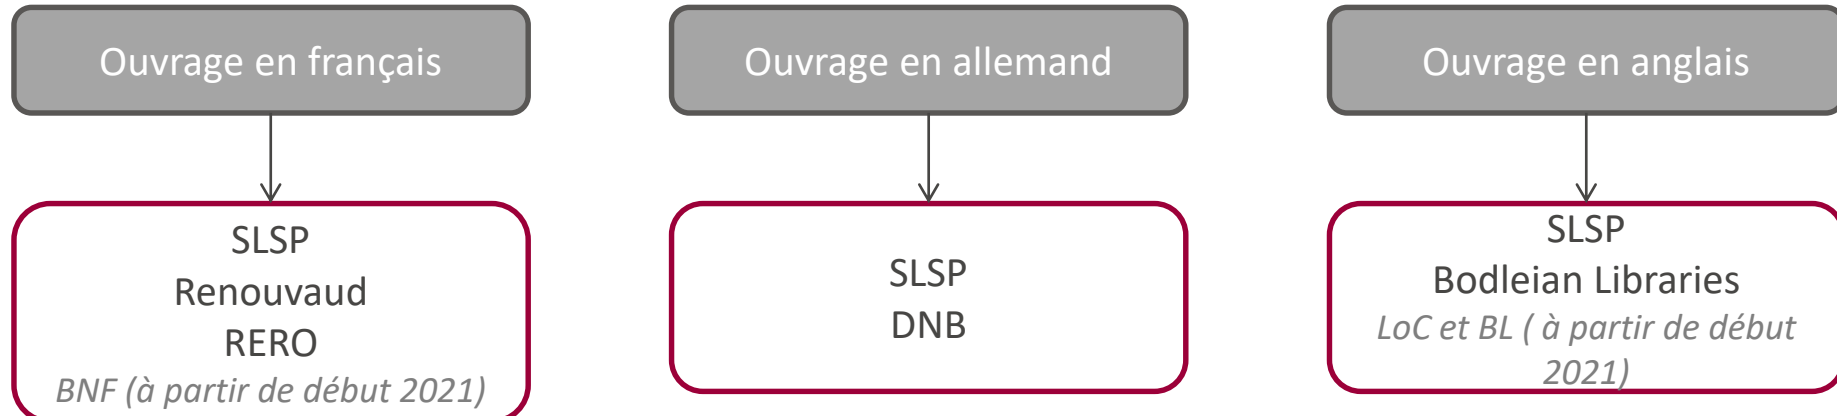 Ouvrage en français
Ouvrage en allemand
Ouvrage en anglais
SLSP
Renouvaud
RERO
BNF (à partir de début 2021)
SLSP
DNB
SLSP
Bodleian Libraries
LoC et BL ( à partir de début
2021)